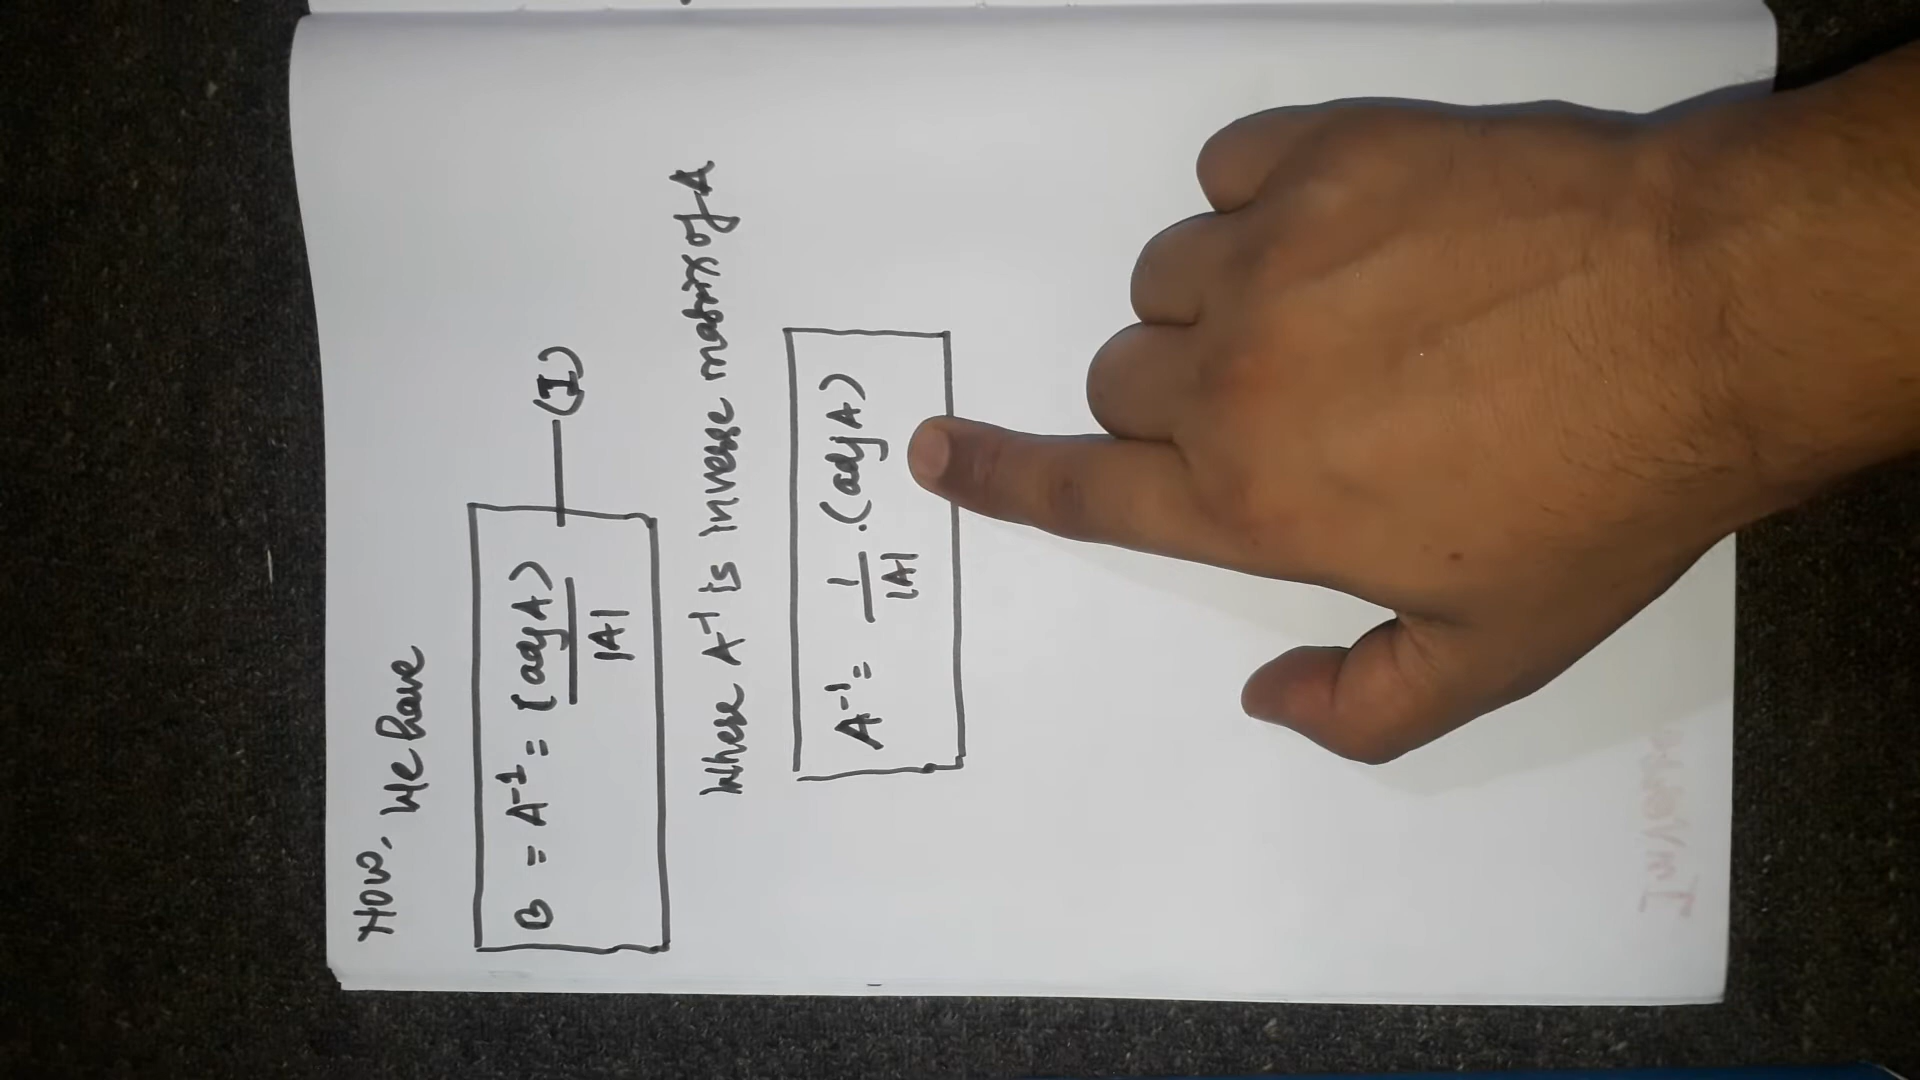 Now, We have
B = A⁻¹ = (adj A) / |A| — (I)
Where A⁻¹ is inverse matrix of A
A⁻¹ = 1/|A| . (adj A)